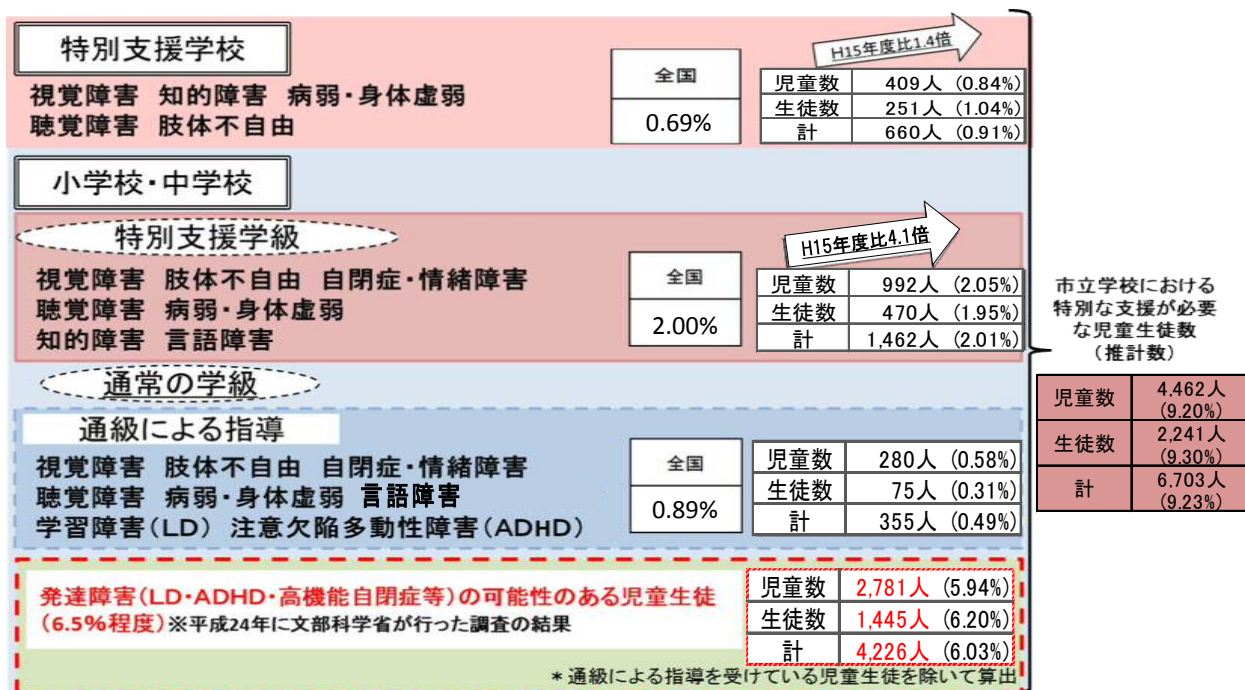 特別支援学校
視覚障害 知的障害 病弱・身体虚弱
聴覚障害 肢体不自由
全国
0.69%
H15年度比1.4倍
児童数 409人 (0.84%)
生徒数 251人 (1.04%)
計 660人 (0.91%)
小学校・中学校
特別支援学級
視覚障害 肢体不自由 自閉症・情緒障害
聴覚障害 病弱・身体虚弱
知的障害 言語障害
全国
2.00%
H15年度比4.1倍
児童数 992人 (2.05%)
生徒数 470人 (1.95%)
計 1,462人 (2.01%)
通常の学級
通級による指導
視覚障害 肢体不自由 自閉症・情緒障害
聴覚障害 病弱・身体虚弱 言語障害
学習障害(LD) 注意欠陥多動性障害(ADHD)
全国
0.89%
児童数 280人 (0.58%)
生徒数 75人 (0.31%)
計 355人 (0.49%)
発達障害(LD・ADHD・高機能自閉症等)の可能性のある児童生徒
(6.5%程度)※平成24年に文部科学省が行った調査の結果
児童数 2,781人 (5.94%)
生徒数 1,445人 (6.20%)
計 4,226人 (6.03%)
*通級による指導を受けている児童生徒を除いて算出
市立学校における
特別な支援が必要
な児童生徒数
(推計数)
児童数 4,462人
(9.20%)
生徒数 2,241人
(9.30%)
計 6,703人
(9.23%)